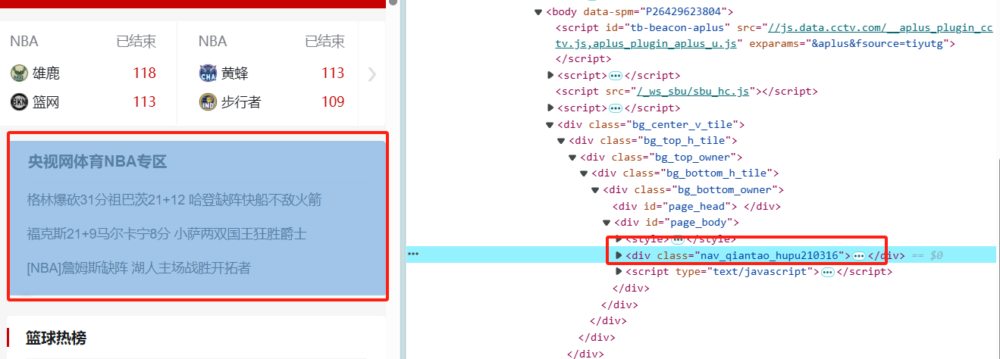 NBA 已结束 NBA 已结束
雄鹿 118 黄蜂 113
篮网 113 步行者 109
央视网体育NBA专区
格林爆砍31分祖巴茨21+12 哈登缺阵快船不敌火箭
福克斯21+9马尔卡宁8分 小萨两双国王狂胜爵士
[NBA]詹姆斯缺阵 湖人主场战胜开拓者
篮球热榜
<body data-spm="P26429623804">
<script id="tb-beacon-aplus" src="//js.data.cctv.com/__aplus_plugin_cc
tv.js,aplus_plugin_aplus_u.js" exparams="&aplus&fsource=tiyutg">
</script>
<script>…</script>
<script src="/_ws_sbu/sbu_hc.js"></script>
<script>…</script>
<div class="bg_center_v_tile">
<div class="bg_top_h_tile">
<div class="bg_top_owner">
<div class="bg_bottom_h_tile">
<div class="bg_bottom_owner">
<div id="page_head"> </div>
<div id="page_body">
<style>…</style>
<div class="nav_qiantao_hupu210316">…</div> == $0
<script type="text/javascript">…</script>
</div>
</div>
</div>
</div>
</div>